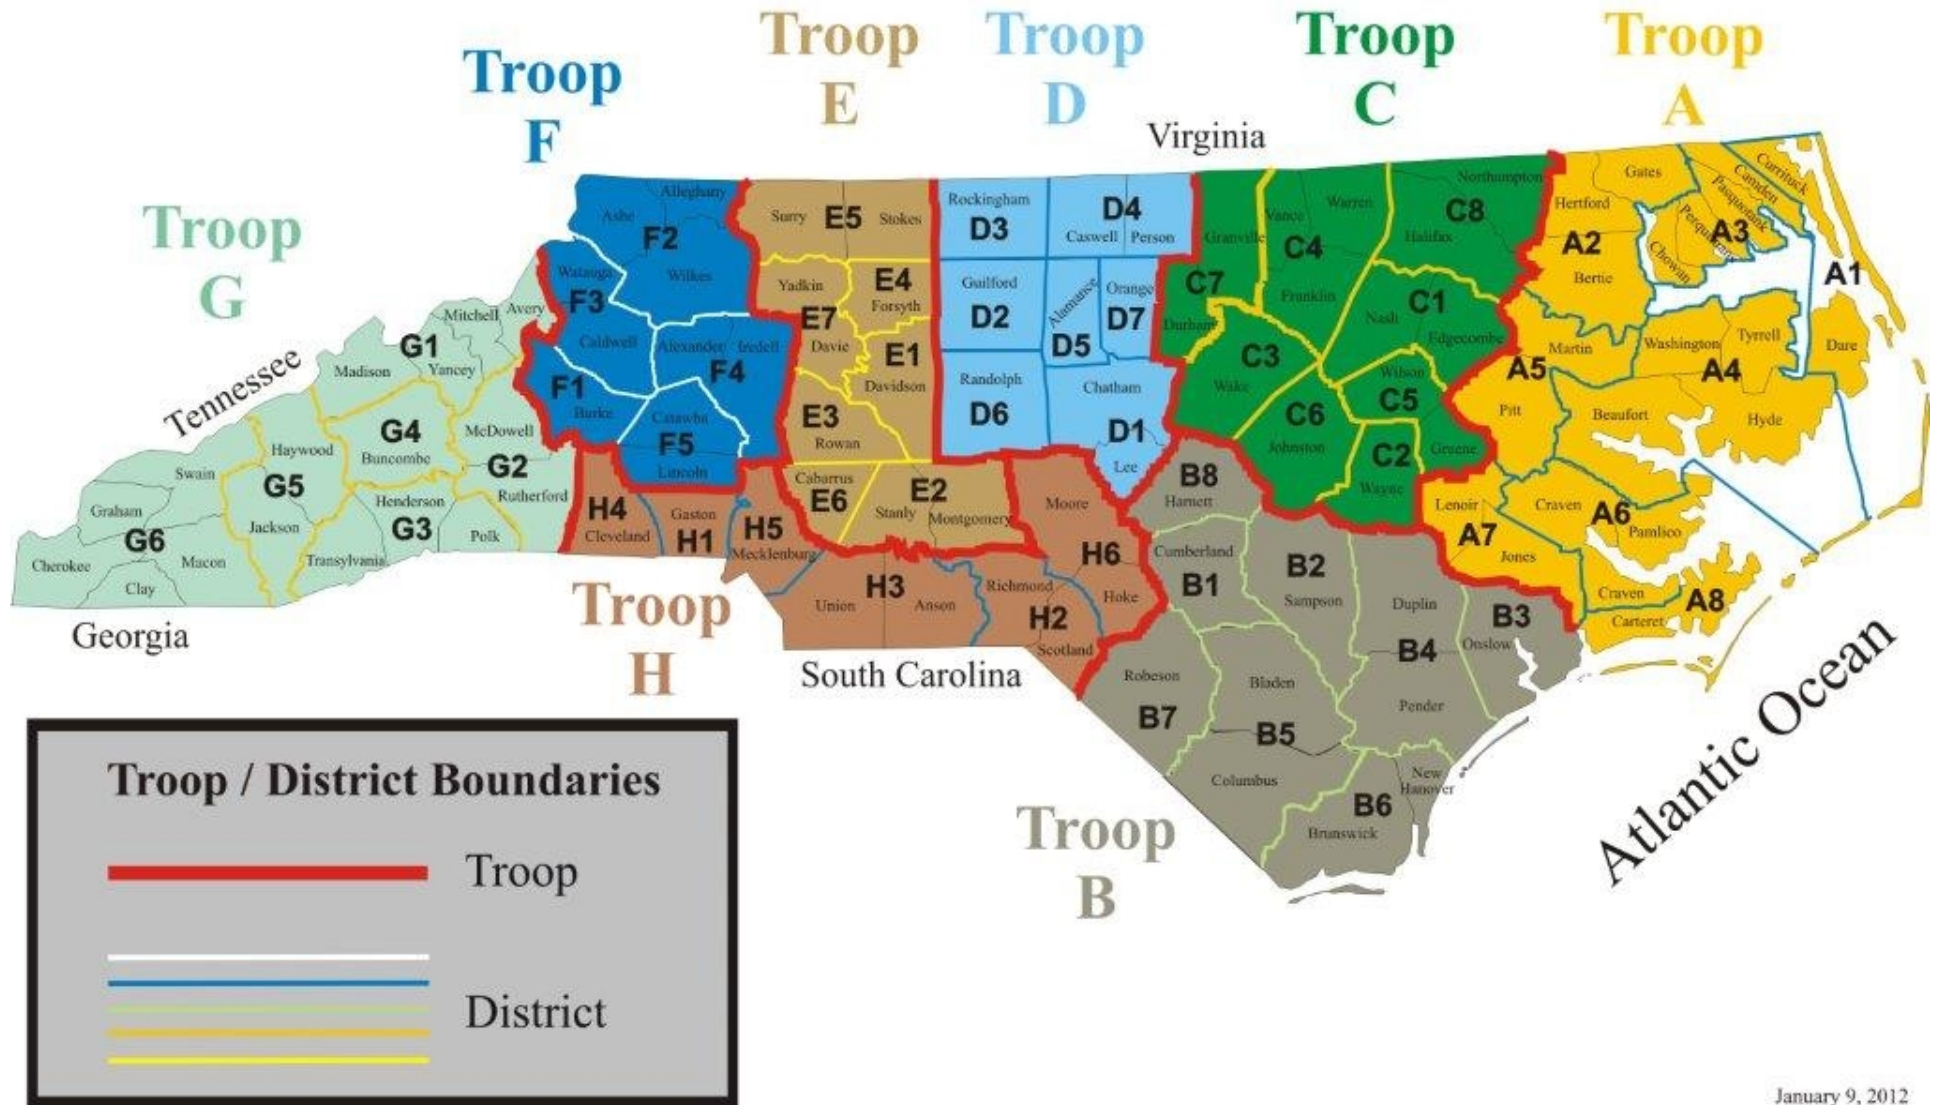 Troop
A
Troop
C
Troop
D
Troop
E
Troop
F
Troop
G
Troop
H
Troop
B
Virginia
Tennessee
Georgia
South Carolina
Atlantic Ocean
Alleghany
Ashe
F2
Wilkes
Watauga
F3
Caldwell
Alexander
Iredell
F4
F1
Burke
Catawba
F5
Lincoln
Surry
E5
Stokes
Yadkin
E4
Forsyth
E7
Davie
E1
Davidson
E3
Rowan
Cabarrus
E6
E2
Stanly
Montgomery
Rockingham
D3
D4
Caswell
Person
Guilford
D2
Alamance
D5
Orange
D7
Randolph
D6
Chatham
D1
Lee
Granville
C7
Durham
Vance
Warren
C4
Franklin
Northampton
C8
Halifax
C1
Nash
Edgecombe
C3
Wake
Wilson
C5
C6
Johnston
C2
Greene
Wayne
Gates
Hertford
A2
Bertie
Currituck
Camden
Pasquotank
Perquimans
A3
Chowan
A1
Martin
A5
Pitt
Washington
Tyrrell
A4
Dare
Beaufort
Hyde
Lenoir
A7
Jones
Craven
A6
Pamlico
Craven
A8
Carteret
Mitchell
Avery
G1
Madison
Yancey
McDowell
G4
Buncombe
G2
Rutherford
Haywood
Swain
G5
Jackson
Henderson
G3
Polk
Transylvania
Graham
G6
Cherokee
Macon
Clay
H4
Cleveland
Gaston
H1
H5
Mecklenburg
H3
Union
Anson
Moore
H6
Richmond
Hoke
H2
Scotland
B8
Harnett
Cumberland
B1
B2
Sampson
Duplin
B4
Pender
B3
Onslow
Robeson
B7
Bladen
B5
Columbus
New
Hanover
B6
Brunswick
Troop / District Boundaries
Troop
District
January 9, 2012